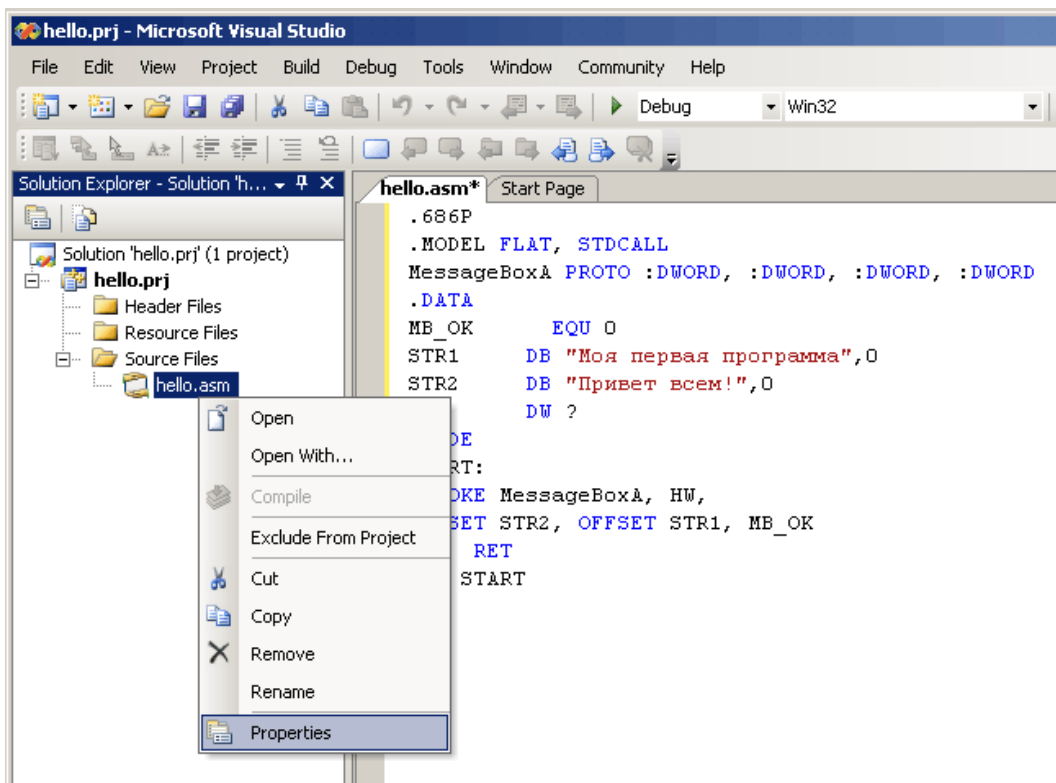 hello.prj - Microsoft Visual Studio
File Edit View Project Build Debug Tools Window Community Help
Debug Win32
Solution Explorer - Solution 'h...
hello.asm* Start Page
Solution 'hello.prj' (1 project)
hello.prj
Header Files
Resource Files
Source Files
hello.asm
Open
Open With...
Compile
Exclude From Project
Cut
Copy
Remove
Rename
Properties
.686P
.MODEL FLAT, STDCALL
MessageBoxA PROTO :DWORD, :DWORD, :DWORD, :DWORD
.DATA
MB_OK EQU 0
STR1 DB "Моя первая программа",0
STR2 DB "Привет всем!",0
DW ?
DE
RT:
OKE MessageBoxA, HW,
SET STR2, OFFSET STR1, MB_OK
RET
START